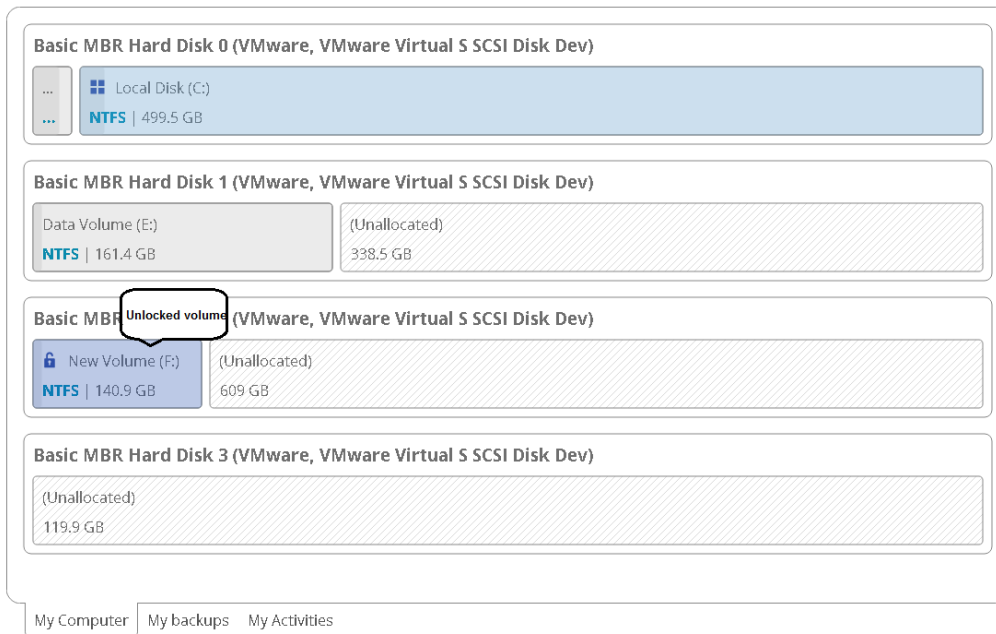 Basic MBR Hard Disk 0 (VMware, VMware Virtual S SCSI Disk Dev)
...
...
Local Disk (C:)
NTFS | 499.5 GB
Basic MBR Hard Disk 1 (VMware, VMware Virtual S SCSI Disk Dev)
Data Volume (E:)
NTFS | 161.4 GB
(Unallocated)
338.5 GB
Unlocked volume
Basic MBR (VMware, VMware Virtual S SCSI Disk Dev)
New Volume (F:)
NTFS | 140.9 GB
(Unallocated)
609 GB
Basic MBR Hard Disk 3 (VMware, VMware Virtual S SCSI Disk Dev)
(Unallocated)
119.9 GB
My Computer My backups My Activities